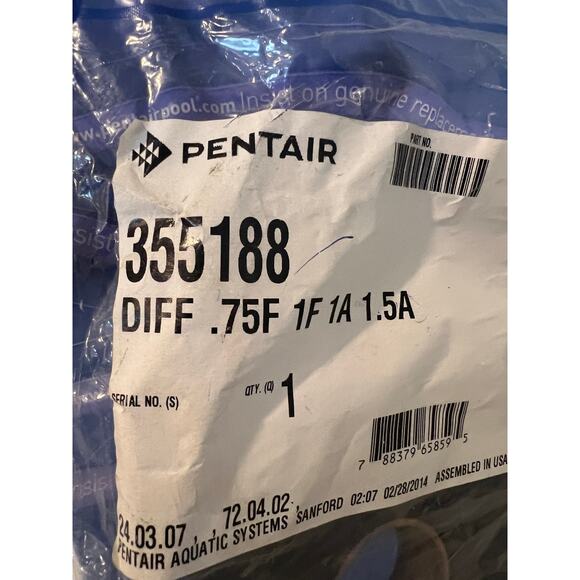 www.pentairpool.com Insist on genuine replacement
PENTAIR
PART NO.
355188
DIFF .75F 1F 1A 1.5A
SERIAL NO. (S)
QTY. (Q) 1
7 88379 65859 5
24.03.07 , , 72.04.02 ,
PENTAIR AQUATIC SYSTEMS SANFORD 02:07 02/28/2014 ASSEMBLED IN USA